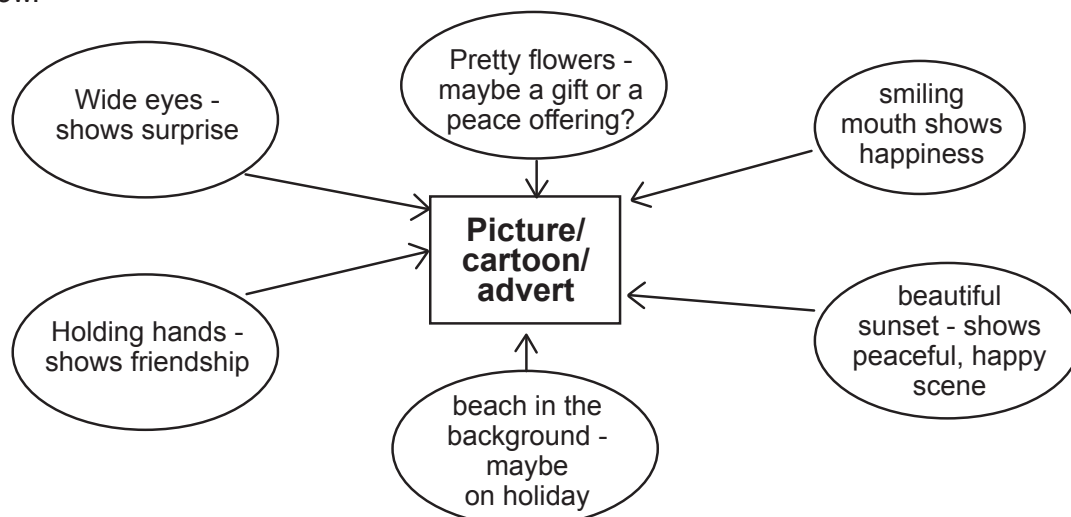 Pretty flowers -
maybe a gift or a
peace offering?
Wide eyes -
shows surprise
smiling
mouth shows
happiness
Picture/
cartoon/
advert
Holding hands -
shows friendship
beautiful
sunset - shows
peaceful, happy
scene
beach in the
background -
maybe
on holiday